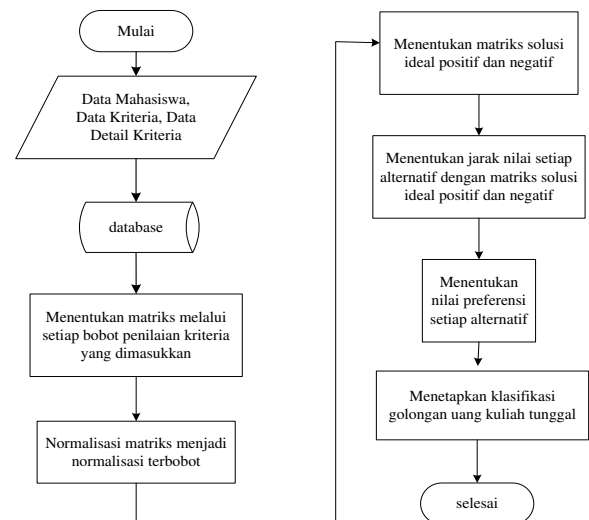 Mulai
Data Mahasiswa,
Data Kriteria, Data
Detail Kriteria
database
Menentukan matriks melalui
setiap bobot penilaian kriteria
yang dimasukkan
Normalisasi matriks menjadi
normalisasi terbobot
Menentukan matriks solusi
ideal positif dan negatif
Menentukan jarak nilai setiap
alternatif dengan matriks solusi
ideal positif dan negatif
Menentukan
nilai preferensi
setiap alternatif
Menetapkan klasifikasi
golongan uang kuliah tunggal
selesai